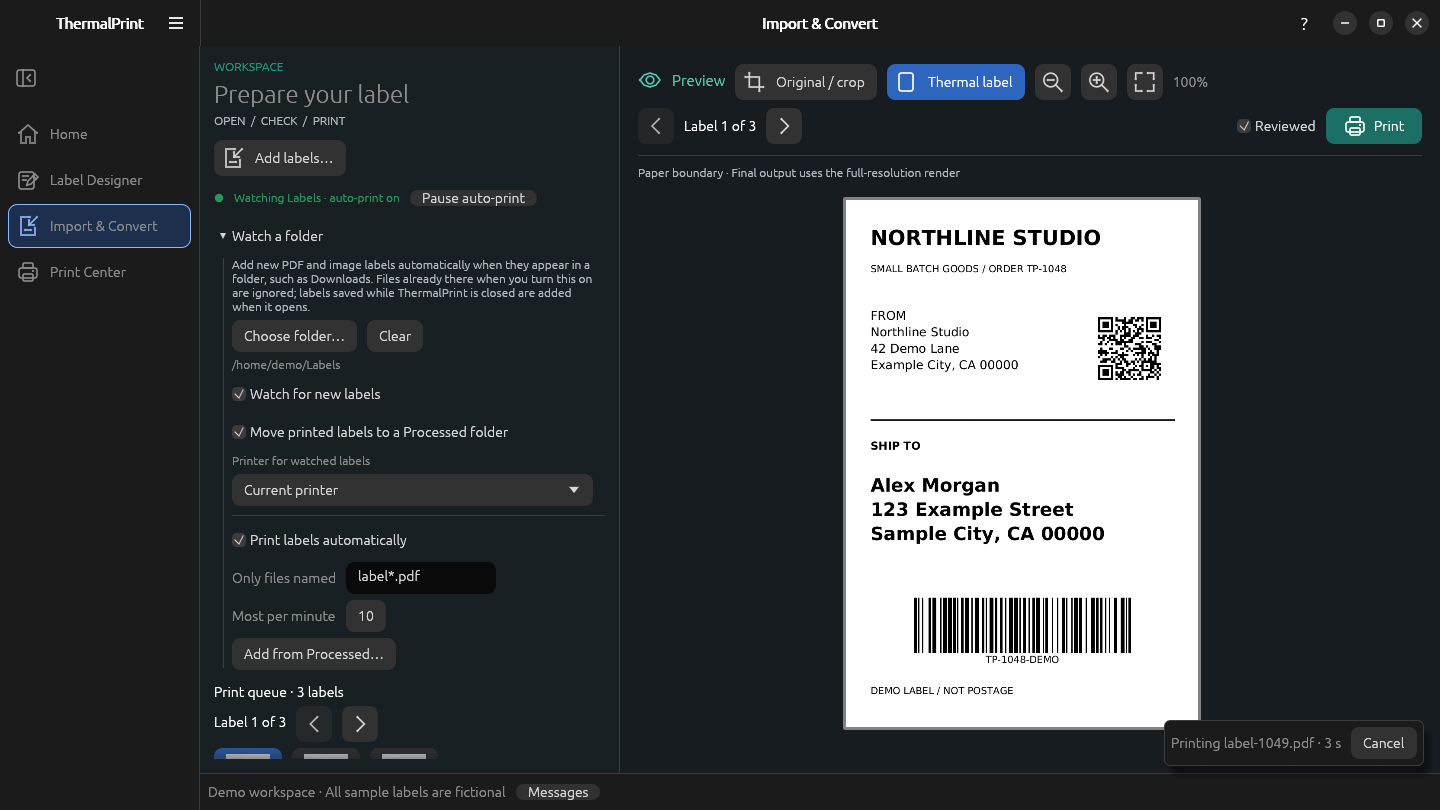 ThermalPrint
Import & Convert
?
Home
Label Designer
Import & Convert
Print Center
WORKSPACE
Prepare your label
OPEN / CHECK / PRINT
Add labels...
Watching Labels · auto-print on
Pause auto-print
Watch a folder
Add new PDF and image labels automatically when they appear in a
folder, such as Downloads. Files already there when you turn this on
are ignored; labels saved while ThermalPrint is closed are added
when it opens.
Choose folder...
Clear
/home/demo/Labels
Watch for new labels
Move printed labels to a Processed folder
Printer for watched labels
Current printer
Print labels automatically
Only files named
label*.pdf
Most per minute
10
Add from Processed...
Print queue · 3 labels
Label 1 of 3
Preview
Original / crop
Thermal label
100%
Label 1 of 3
Reviewed
Print
Paper boundary · Final output uses the full-resolution render
NORTHLINE STUDIO
SMALL BATCH GOODS / ORDER TP-1048
FROM
Northline Studio
42 Demo Lane
Example City, CA 00000
SHIP TO
Alex Morgan
123 Example Street
Sample City, CA 00000
TP-1048-DEMO
DEMO LABEL / NOT POSTAGE
Printing label-1049.pdf · 3 s
Cancel
Demo workspace · All sample labels are fictional
Messages